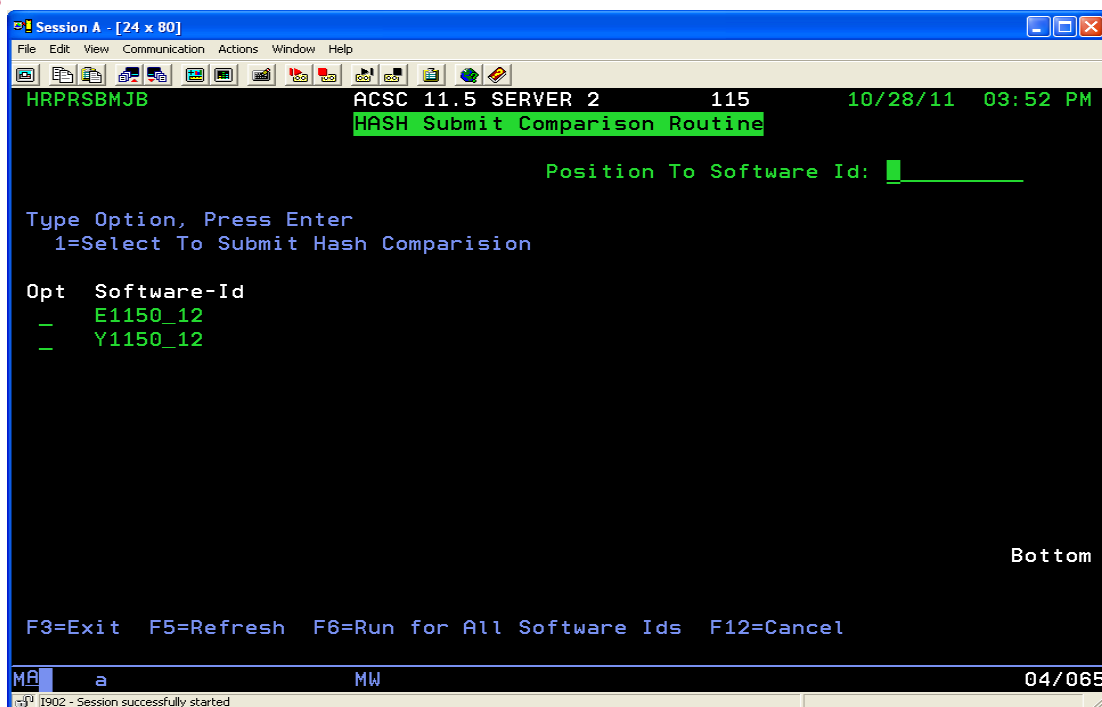 Session A - [24 x 80]
File Edit View Communication Actions Window Help
HRPRSBMJB ACSC 11.5 SERVER 2 115 10/28/11 03:52 PM
HASH Submit Comparison Routine
Position To Software Id: __________
Type Option, Press Enter
1=Select To Submit Hash Comparision
Opt Software-Id
_ E1150_12
_ Y1150_12
Bottom
F3=Exit F5=Refresh F6=Run for All Software Ids F12=Cancel
MA a MW 04/065
I902 - Session successfully started